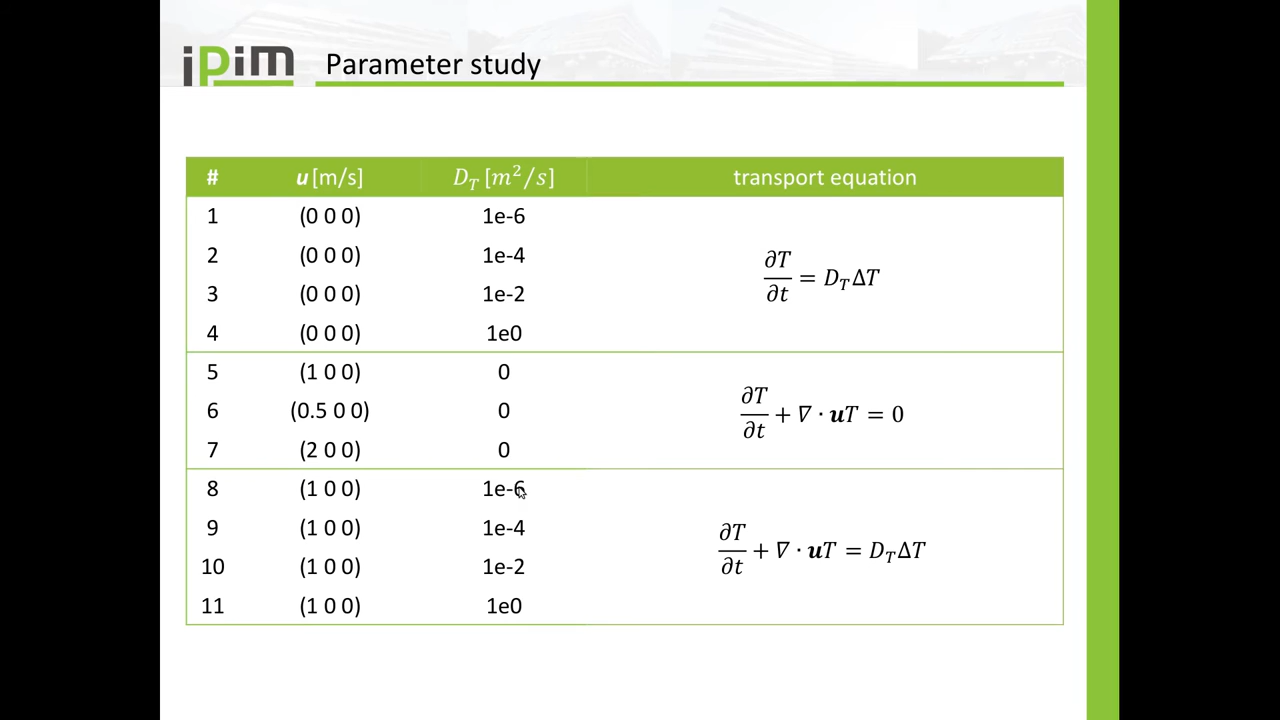 ipim
Parameter study
# u [m/s] D_T [m²/s] transport equation
1 (0 0 0) 1e-6
2 (0 0 0) 1e-4
3 (0 0 0) 1e-2
4 (0 0 0) 1e0
∂T/∂t = D_T ΔT
5 (1 0 0) 0
6 (0.5 0 0) 0
7 (2 0 0) 0
∂T/∂t + ∇ · uT = 0
8 (1 0 0) 1e-6
9 (1 0 0) 1e-4
10 (1 0 0) 1e-2
11 (1 0 0) 1e0
∂T/∂t + ∇ · uT = D_T ΔT